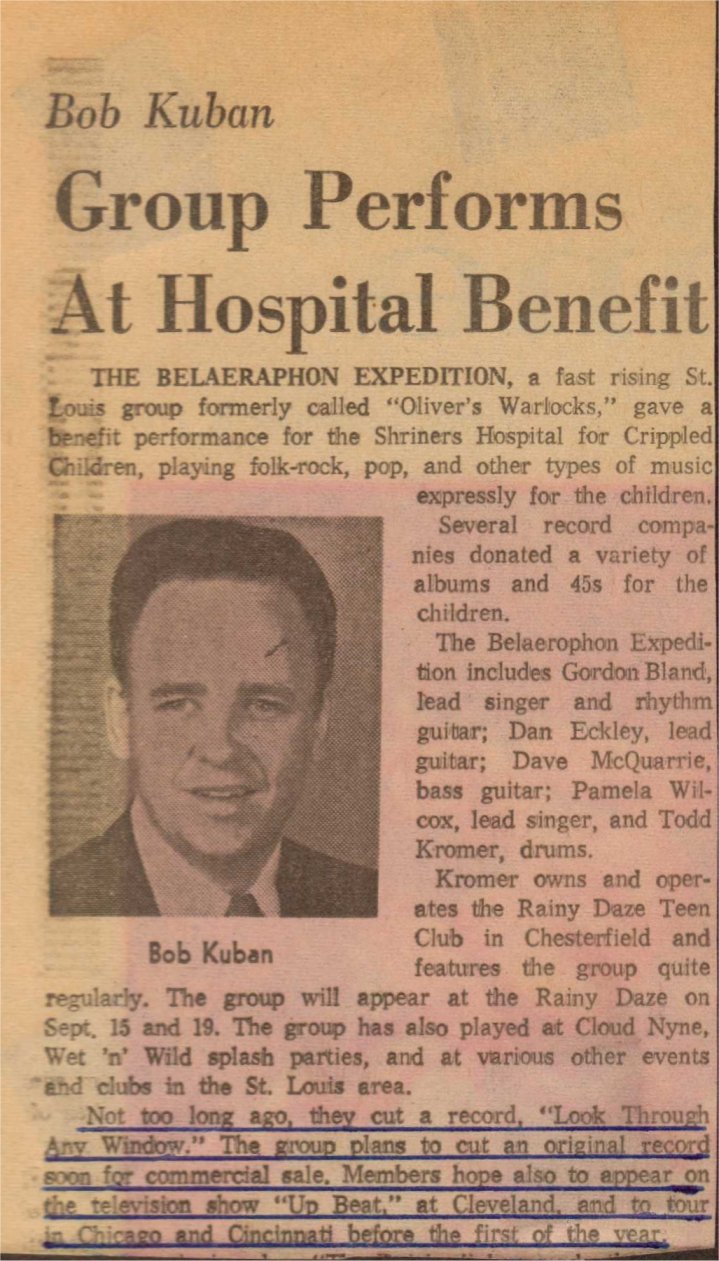 Bob Kuban
Group Performs
At Hospital Benefit
THE BELAERAPHON EXPEDITION, a fast rising St.
Louis group formerly called "Oliver's Warlocks," gave a
benefit performance for the Shriners Hospital for Crippled
Children, playing folk-rock, pop, and other types of music
expressly for the children.
Several record compa-
nies donated a variety of
albums and 45s for the
children.
The Belaerophon Expedi-
tion includes Gordon Bland,
lead singer and rhythm
guitar; Dan Eckley, lead
guitar; Dave McQuarrie,
bass guitar; Pamela Wil-
cox, lead singer, and Todd
Kromer, drums.
Kromer owns and oper-
ates the Rainy Daze Teen
Club in Chesterfield and
features the group quite
Bob Kuban
regularly. The group will appear at the Rainy Daze on
Sept. 15 and 19. The group has also played at Cloud Nyne,
Wet 'n' Wild splash parties, and at various other events
and clubs in the St. Louis area.
Not too long ago, they cut a record, "Look Through
Any Window." The group plans to cut an original record
soon for commercial sale. Members hope also to appear on
the television show "Up Beat," at Cleveland, and to tour
in Chicago and Cincinnati before the first of the year.